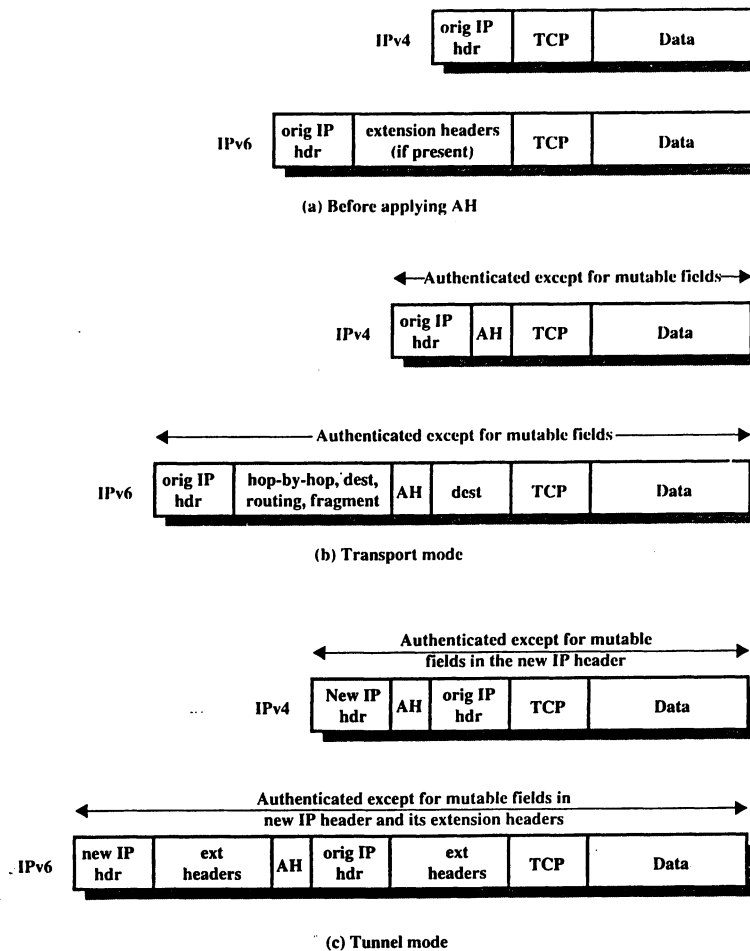 IPv4
orig IP
hdr
TCP
Data
IPv6
orig IP
hdr
extension headers
(if present)
TCP
Data
(a) Before applying AH
Authenticated except for mutable fields
IPv4
orig IP
hdr
AH
TCP
Data
Authenticated except for mutable fields
IPv6
orig IP
hdr
hop-by-hop, dest,
routing, fragment
AH
dest
TCP
Data
(b) Transport mode
Authenticated except for mutable
fields in the new IP header
IPv4
New IP
hdr
AH
orig IP
hdr
TCP
Data
Authenticated except for mutable fields in
new IP header and its extension headers
IPv6
new IP
hdr
ext
headers
AH
orig IP
hdr
ext
headers
TCP
Data
(c) Tunnel mode